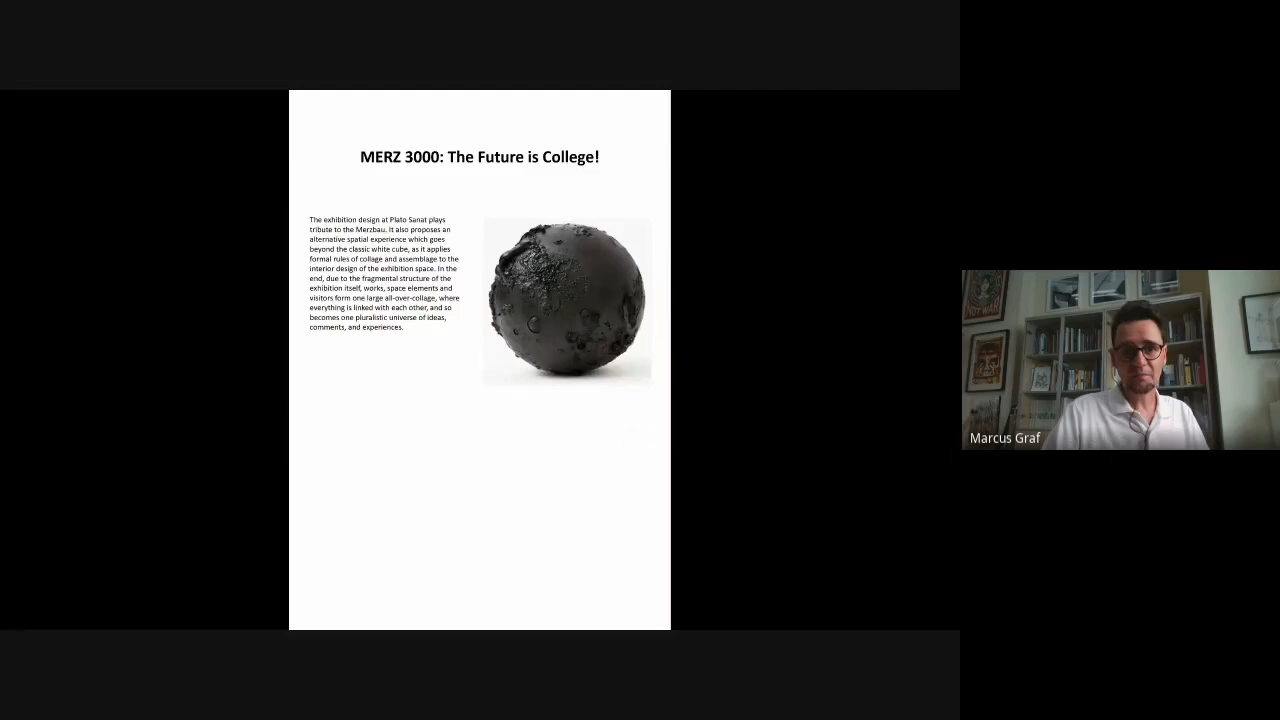 MERZ 3000: The Future is College!
The exhibition design at Plato Sanat plays
tribute to the Merzbau. It also proposes an
alternative spatial experience which goes
beyond the classic white cube, as it applies
formal rules of collage and assemblage to the
interior design of the exhibition space. In the
end, due to the fragmental structure of the
exhibition itself, works, space elements and
visitors form one large all-over-collage, where
everything is linked with each other, and so
becomes one pluralistic universe of ideas,
comments, and experiences.
NOT WAR
Marcus Graf